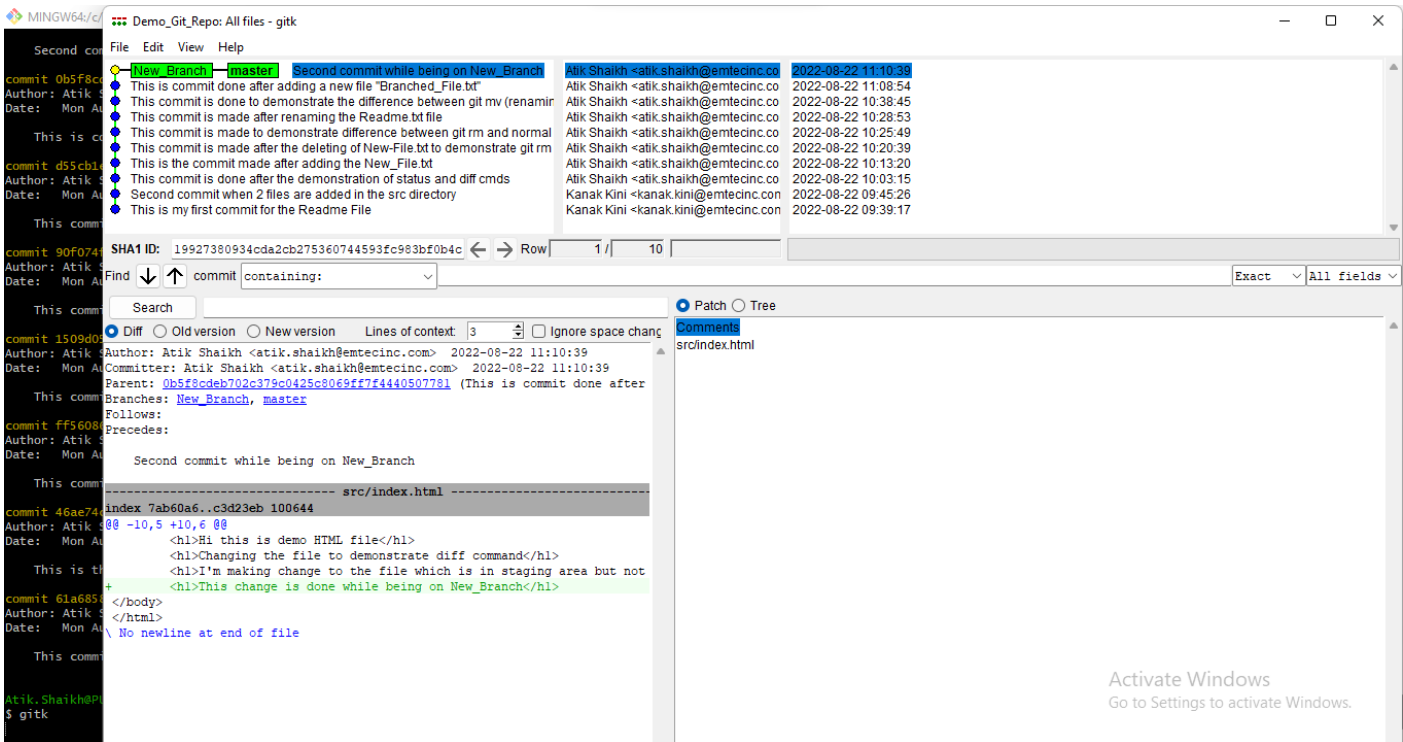 MINGW64:/c/
Demo_Git_Repo: All files - gitk
File Edit View Help
New_Branch master Second commit while being on New_Branch Atik Shaikh <atik.shaikh@emtecinc.co 2022-08-22 11:10:39
This is commit done after adding a new file "Branched_File.txt" Atik Shaikh <atik.shaikh@emtecinc.co 2022-08-22 11:08:54
This commit is done to demonstrate the difference between git mv (renamin Atik Shaikh <atik.shaikh@emtecinc.co 2022-08-22 10:38:45
This commit is made after renaming the Readme.txt file Atik Shaikh <atik.shaikh@emtecinc.co 2022-08-22 10:28:53
This commit is made to demonstrate difference between git rm and normal Atik Shaikh <atik.shaikh@emtecinc.co 2022-08-22 10:25:49
This commit is made after the deleting of New-File.txt to demonstrate git rm Atik Shaikh <atik.shaikh@emtecinc.co 2022-08-22 10:20:39
This is the commit made after adding the New_File.txt Atik Shaikh <atik.shaikh@emtecinc.co 2022-08-22 10:13:20
This commit is done after the demonstration of status and diff cmds Atik Shaikh <atik.shaikh@emtecinc.co 2022-08-22 10:03:15
Second commit when 2 files are added in the src directory Kanak Kini <kanak.kini@emtecinc.con 2022-08-22 09:45:26
This is my first commit for the Readme File Kanak Kini <kanak.kini@emtecinc.con 2022-08-22 09:39:17
SHA1 ID: 19927380934cda2cb275360744593fc983bf0b4c Row 1 / 10
Find commit containing: Exact All fields
Search
Diff Old version New version Lines of context: 3 Ignore space chang
Patch Tree
Comments
src/index.html
Author: Atik Shaikh <atik.shaikh@emtecinc.com> 2022-08-22 11:10:39
Committer: Atik Shaikh <atik.shaikh@emtecinc.com> 2022-08-22 11:10:39
Parent: 0b5f8cdeb702c379c0425c8069ff7f4440507781 (This is commit done after
Branches: New_Branch, master
Follows:
Precedes:
Second commit while being on New_Branch
-------------------------------- src/index.html ----------------------------
index 7ab60a6..c3d23eb 100644
@@ -10,5 +10,6 @@
<h1>Hi this is demo HTML file</h1>
<h1>Changing the file to demonstrate diff command</h1>
<h1>I'm making change to the file which is in staging area but not
+ <h1>This change is done while being on New_Branch</h1>
</body>
</html>
\ No newline at end of file
Second com
commit 0b5f8cd
Author: Atik S
Date: Mon Au
This is co
commit d55cb1e
Author: Atik S
Date: Mon Au
This commi
commit 90f074f
Author: Atik S
Date: Mon Au
This commi
commit 1509d05
Author: Atik S
Date: Mon Au
This commi
commit ff5608
Author: Atik S
Date: Mon Au
This commi
commit 46ae74
Author: Atik S
Date: Mon Au
This is th
commit 61a6858
Author: Atik S
Date: Mon Au
This commi
Atik.Shaikh@PU
$ gitk
Activate Windows
Go to Settings to activate Windows.